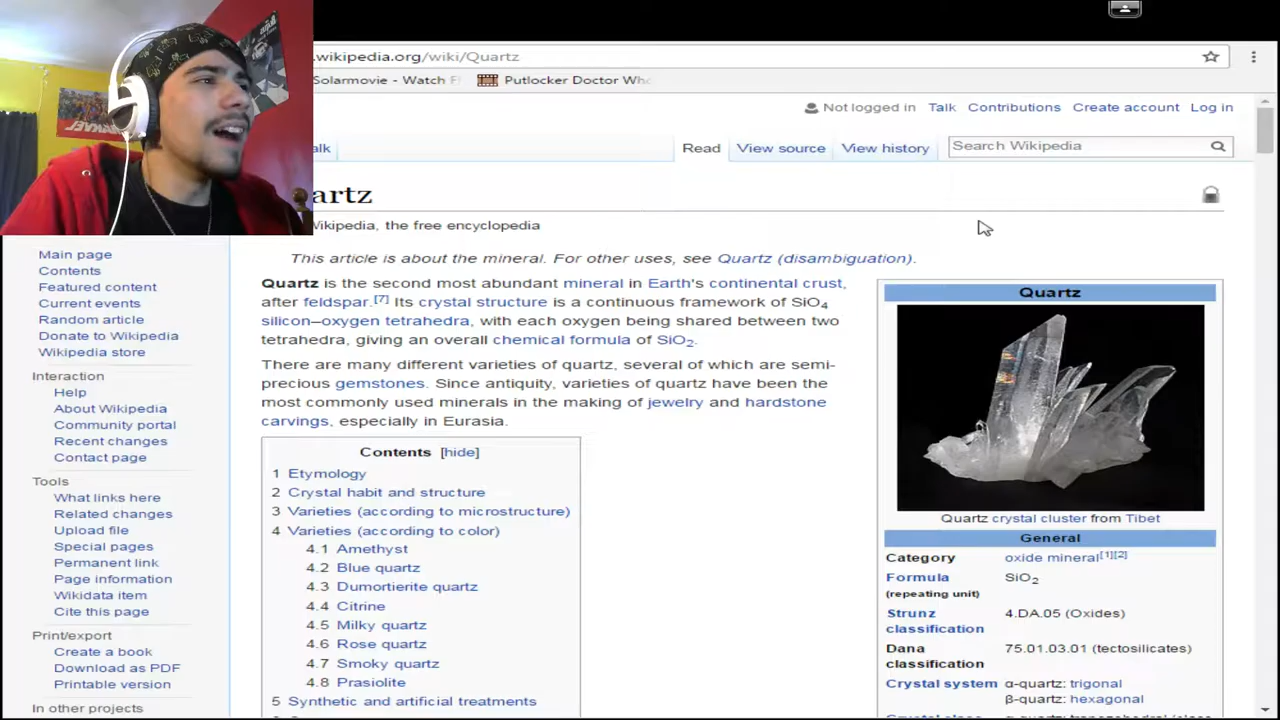 .wikipedia.org/wiki/Quartz
Solarmovie - Watch F
Putlocker Doctor Who
Not logged in Talk Contributions Create account Log in
alk
Read View source View history
Search Wikipedia
artz
Wikipedia, the free encyclopedia
This article is about the mineral. For other uses, see Quartz (disambiguation).
Quartz is the second most abundant mineral in Earth's continental crust,
after feldspar.[7] Its crystal structure is a continuous framework of SiO4
silicon–oxygen tetrahedra, with each oxygen being shared between two
tetrahedra, giving an overall chemical formula of SiO2.
There are many different varieties of quartz, several of which are semi-
precious gemstones. Since antiquity, varieties of quartz have been the
most commonly used minerals in the making of jewelry and hardstone
carvings, especially in Eurasia.
Contents [hide]
1 Etymology
2 Crystal habit and structure
3 Varieties (according to microstructure)
4 Varieties (according to color)
4.1 Amethyst
4.2 Blue quartz
4.3 Dumortierite quartz
4.4 Citrine
4.5 Milky quartz
4.6 Rose quartz
4.7 Smoky quartz
4.8 Prasiolite
5 Synthetic and artificial treatments
Main page
Contents
Featured content
Current events
Random article
Donate to Wikipedia
Wikipedia store
Interaction
Help
About Wikipedia
Community portal
Recent changes
Contact page
Tools
What links here
Related changes
Upload file
Special pages
Permanent link
Page information
Wikidata item
Cite this page
Print/export
Create a book
Download as PDF
Printable version
In other projects
Quartz
Quartz crystal cluster from Tibet
General
Category oxide mineral[1][2]
Formula SiO2
(repeating unit)
Strunz 4.DA.05 (Oxides)
classification
Dana 75.01.03.01 (tectosilicates)
classification
Crystal system α-quartz: trigonal
β-quartz: hexagonal